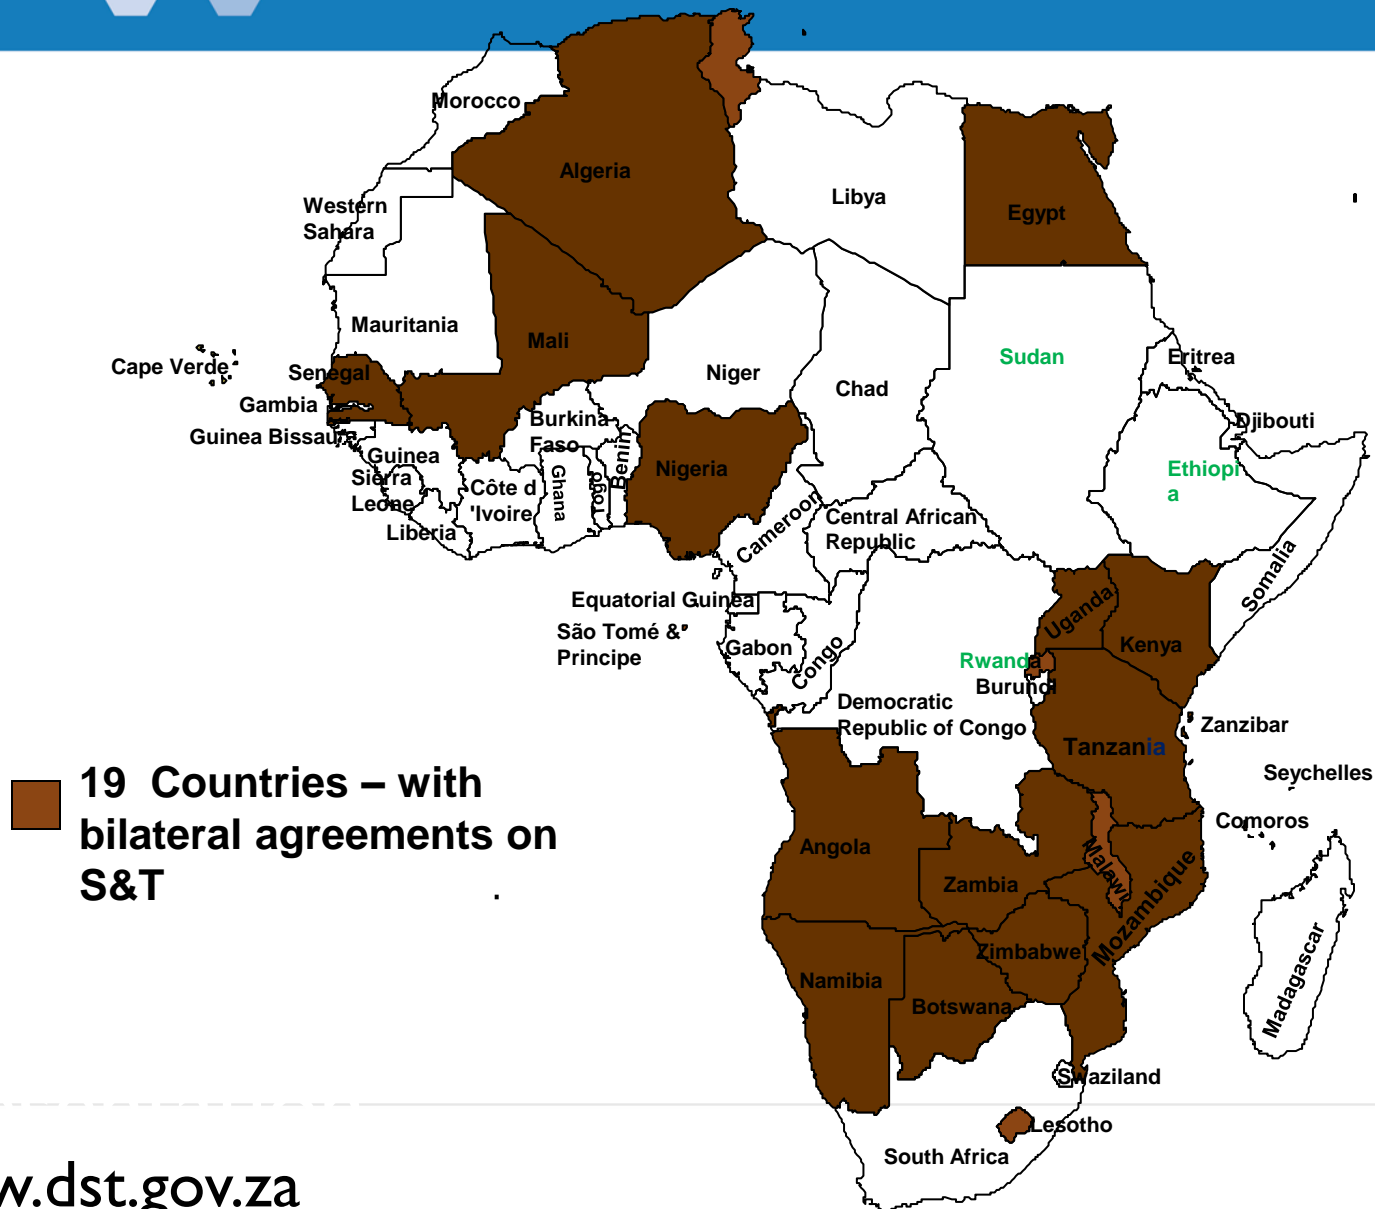 Morocco
Algeria
Libya
Egypt
Western
Sahara
Mauritania
Mali
Niger
Chad
Sudan
Eritrea
Cape Verde
Senegal
Gambia
Guinea Bissau
Guinea
Sierra
Leone
Liberia
Côte d
'Ivoire
Burkina
Faso
Ghana
Togo
Benin
Nigeria
Cameroon
Central African
Republic
Djibouti
Ethiopi
a
Somalia
Equatorial Guinea
São Tomé &
Principe
Gabon
Congo
Democratic
Republic of Congo
Uganda
Kenya
Rwanda
Burundi
Tanzania
Zanzibar
Seychelles
Comoros
19 Countries – with
bilateral agreements on
S&T
.
Angola
Zambia
Malawi
Mozambique
Zimbabwe
Namibia
Botswana
Madagascar
Swaziland
Lesotho
South Africa
w.dst.gov.za